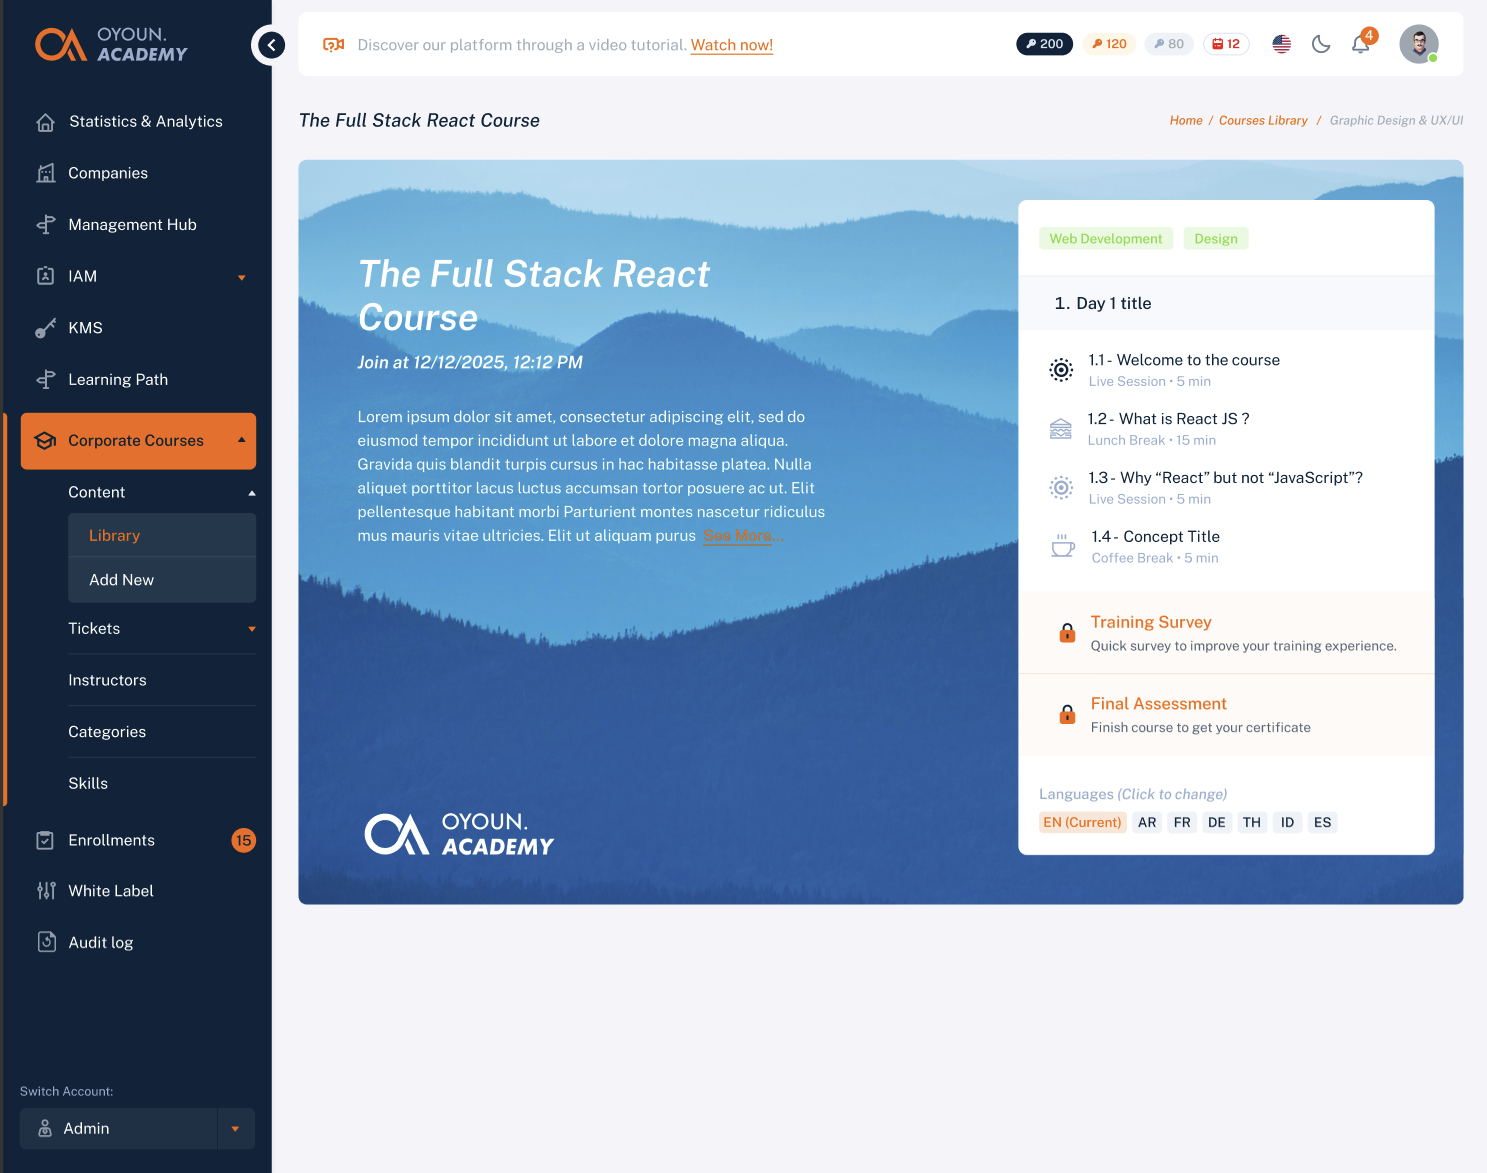 OYOUN.
ACADEMY
Statistics & Analytics
Companies
Management Hub
IAM
KMS
Learning Path
Corporate Courses
Content
Library
Add New
Tickets
Instructors
Categories
Skills
Enrollments 15
White Label
Audit log
Switch Account:
Admin
Discover our platform through a video tutorial. Watch now!
200 120 80 12 4
The Full Stack React Course
Home / Courses Library / Graphic Design & UX/UI
The Full Stack React
Course
Join at 12/12/2025, 12:12 PM
Lorem ipsum dolor sit amet, consectetur adipiscing elit, sed do
eiusmod tempor incididunt ut labore et dolore magna aliqua.
Gravida quis blandit turpis cursus in hac habitasse platea. Nulla
aliquet porttitor lacus luctus accumsan tortor posuere ac ut. Elit
pellentesque habitant morbi Parturient montes nascetur ridiculus
mus mauris vitae ultricies. Elit ut aliquam purus See More...
OYOUN.
ACADEMY
Web Development Design
1. Day 1 title
1.1 - Welcome to the course
Live Session • 5 min
1.2 - What is React JS ?
Lunch Break • 15 min
1.3 - Why “React” but not “JavaScript”?
Live Session • 5 min
1.4 - Concept Title
Coffee Break • 5 min
Training Survey
Quick survey to improve your training experience.
Final Assessment
Finish course to get your certificate
Languages (Click to change)
EN (Current) AR FR DE TH ID ES